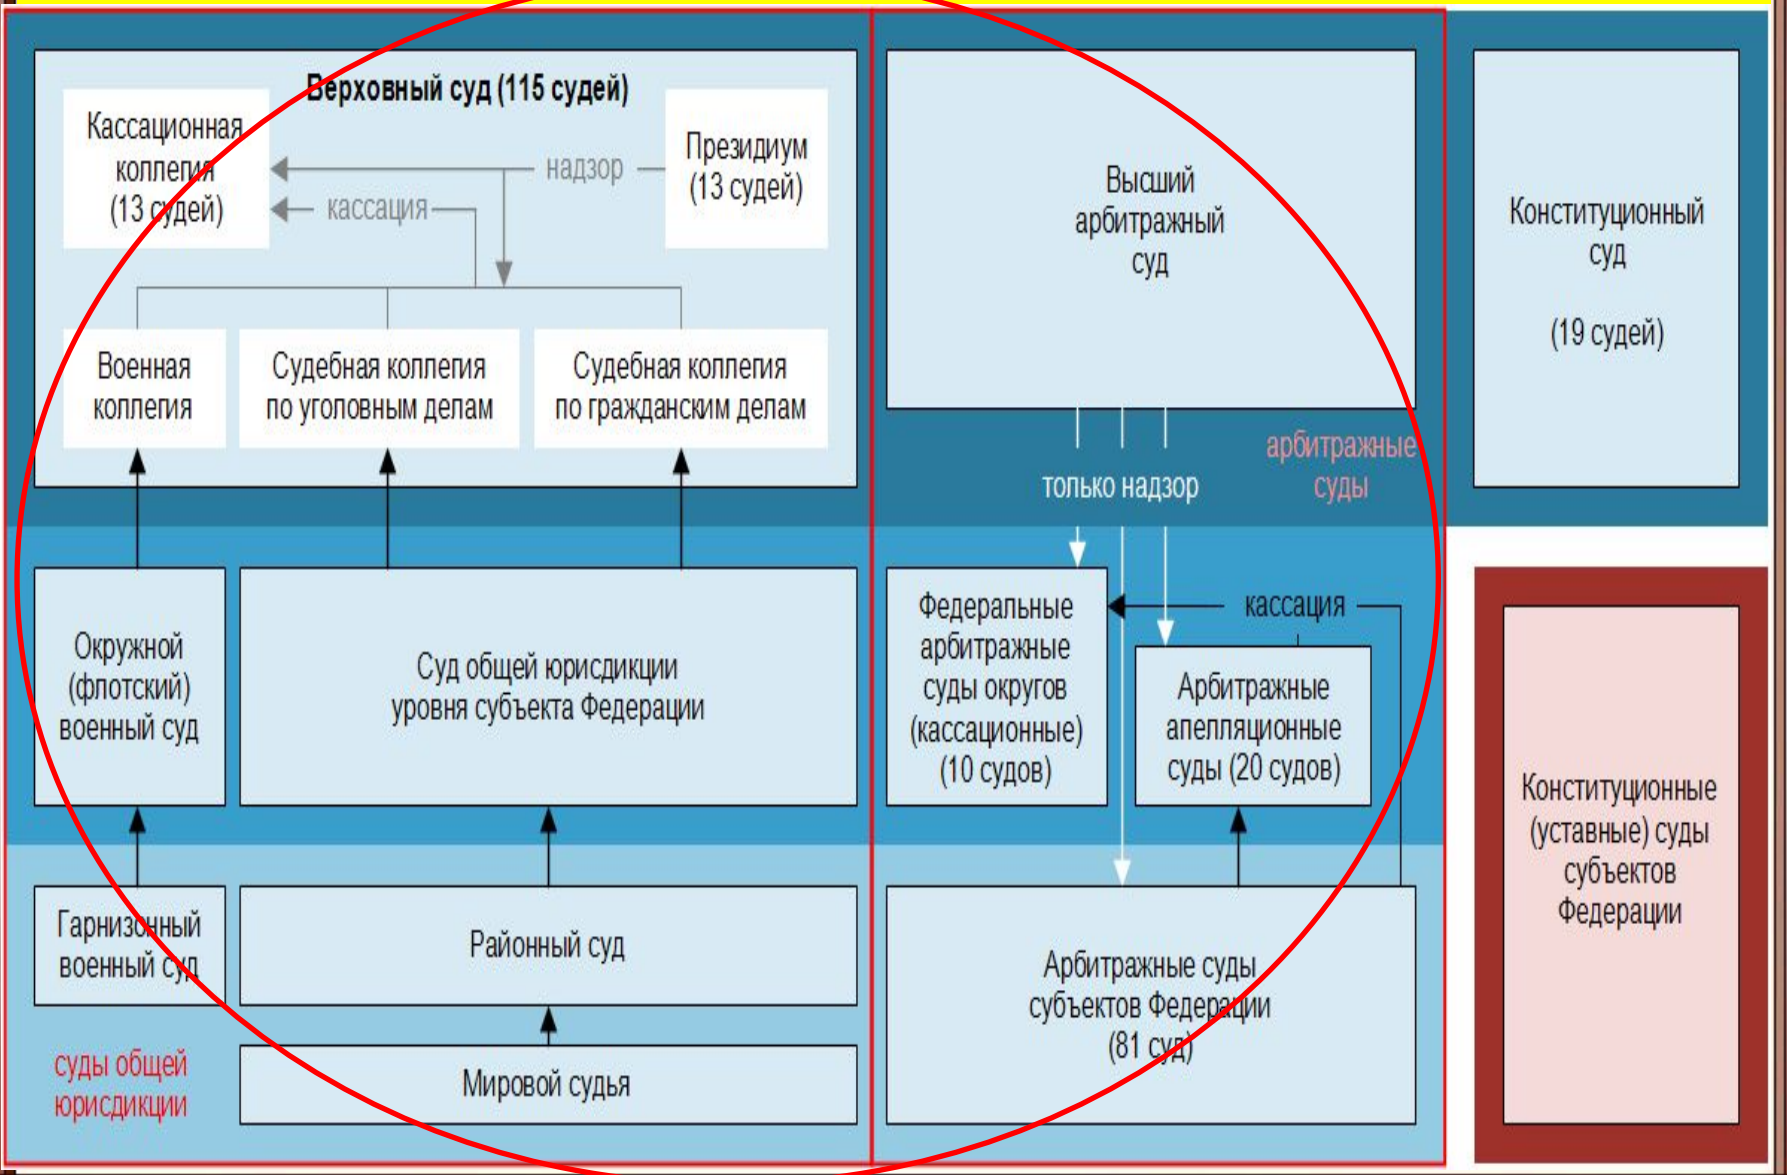 Верховный суд (115 судей)
Кассационная
коллегия
(13 судей)
надзор
кассация
Президиум
(13 судей)
Военная
коллегия
Судебная коллегия
по уголовным делам
Судебная коллегия
по гражданским делам
Окружной
(флотский)
военный суд
Суд общей юрисдикции
уровня субъекта Федерации
Гарнизонный
военный суд
Районный суд
Мировой судья
суды общей
юрисдикции
Высший
арбитражный
суд
арбитражные
суды
только надзор
Федеральные
арбитражные
суды округов
(кассационные)
(10 судов)
кассация
Арбитражные
апелляционные
суды (20 судов)
Арбитражные суды
субъектов Федерации
(81 суд)
Конституционный
суд
(19 судей)
Конституционные
(уставные) суды
субъектов
Федерации